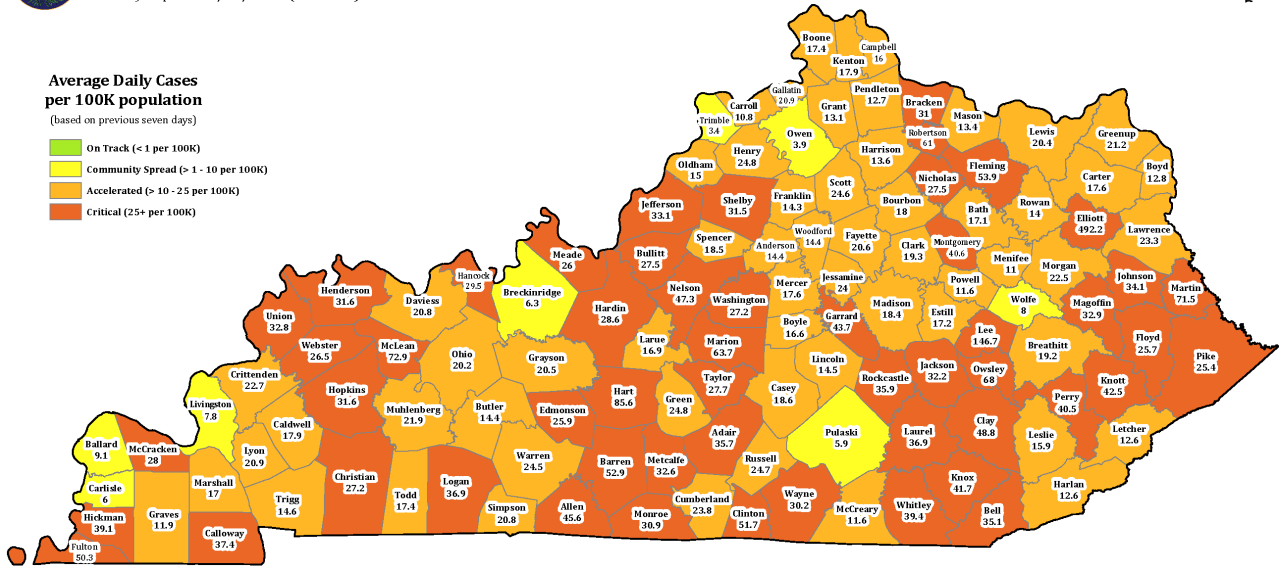 Average Daily Cases
per 100K population
(based on previous seven days)
On Track (< 1 per 100K)
Community Spread (> 1 - 10 per 100K)
Accelerated (> 10 - 25 per 100K)
Critical (25+ per 100K)
Boone
17.4
Kenton
17.9
Campbell
16
Gallatin
20.9
Grant
13.1
Pendleton
12.7
Bracken
31
Trimble
3.4
Carroll
10.8
Owen
3.9
Robertson
61
Mason
13.4
Lewis
20.4
Greenup
21.2
Boyd
12.8
Oldham
15
Henry
24.8
Harrison
13.6
Nicholas
27.5
Fleming
53.9
Carter
17.6
Jefferson
33.1
Shelby
31.5
Franklin
14.3
Scott
24.6
Bourbon
18
Bath
17.1
Rowan
14
Elliott
492.2
Lawrence
23.3
Meade
26
Bullitt
27.5
Spencer
18.5
Anderson
14.4
Woodford
14.4
Fayette
20.6
Clark
19.3
Montgomery
40.6
Menifee
11
Morgan
22.5
Johnson
34.1
Martin
71.5
Hancock
29.5
Breckinridge
6.3
Hardin
28.6
Nelson
47.3
Washington
27.2
Mercer
17.6
Jessamine
24
Madison
18.4
Powell
11.6
Estill
17.2
Wolfe
8
Magoffin
32.9
Henderson
31.6
Daviess
20.8
Union
32.8
Webster
26.5
McLean
72.9
Ohio
20.2
Grayson
20.5
Larue
16.9
Marion
63.7
Boyle
16.6
Garrard
43.7
Lee
146.7
Breathitt
19.2
Floyd
25.7
Pike
25.4
Crittenden
22.7
Hopkins
31.6
Muhlenberg
21.9
Butler
14.4
Edmonson
25.9
Hart
85.6
Green
24.8
Taylor
27.7
Casey
18.6
Lincoln
14.5
Rockcastle
35.9
Jackson
32.2
Owsley
68
Perry
40.5
Knott
42.5
Livingston
7.8
Caldwell
17.9
Lyon
20.9
Warren
24.5
Barren
52.9
Metcalfe
32.6
Adair
35.7
Russell
24.7
Pulaski
5.9
Laurel
36.9
Clay
48.8
Leslie
15.9
Letcher
12.6
Ballard
9.1
McCracken
28
Carlisle
6
Marshall
17
Trigg
14.6
Christian
27.2
Todd
17.4
Logan
36.9
Simpson
20.8
Allen
45.6
Monroe
30.9
Cumberland
23.8
Clinton
51.7
Wayne
30.2
McCreary
11.6
Whitley
39.4
Knox
41.7
Bell
35.1
Harlan
12.6
Hickman
39.1
Graves
11.9
Calloway
37.4
Fulton
50.3